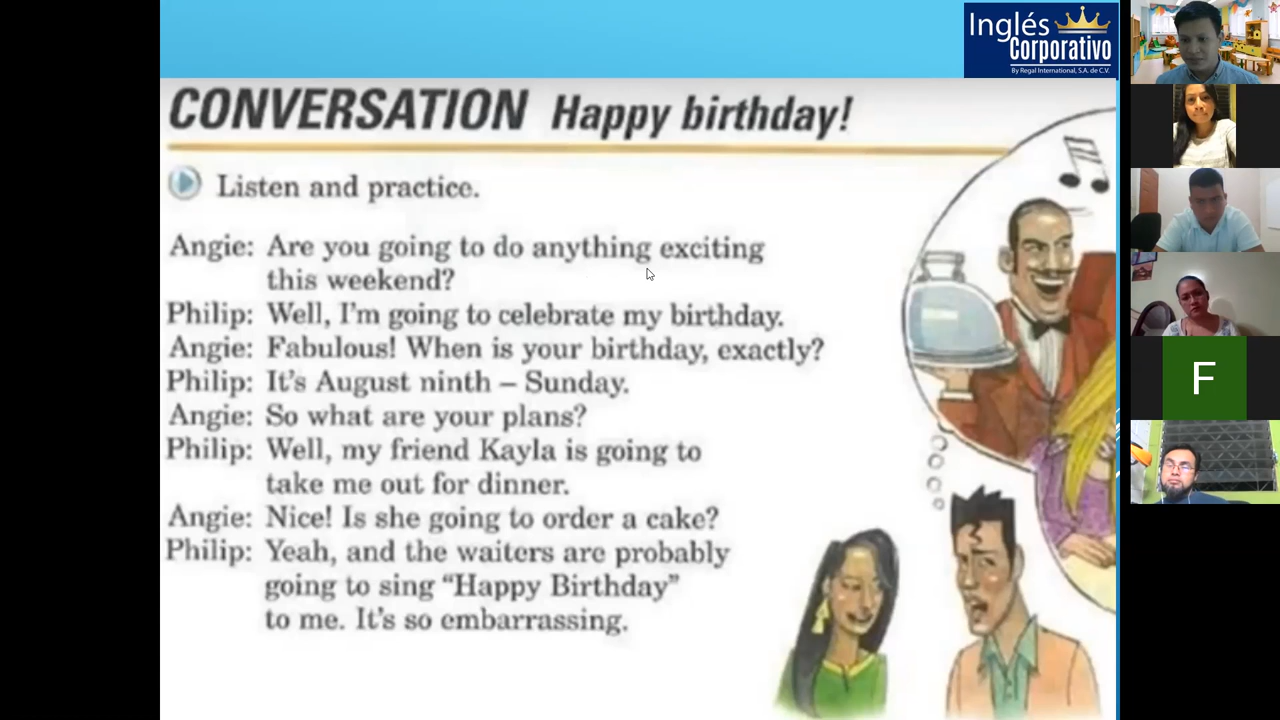 Inglés
Corporativo
By Regal International, S.A. de C.V.
CONVERSATION Happy birthday!
Listen and practice.
Angie: Are you going to do anything exciting
this weekend?
Philip: Well, I'm going to celebrate my birthday.
Angie: Fabulous! When is your birthday, exactly?
Philip: It's August ninth – Sunday.
Angie: So what are your plans?
Philip: Well, my friend Kayla is going to
take me out for dinner.
Angie: Nice! Is she going to order a cake?
Philip: Yeah, and the waiters are probably
going to sing “Happy Birthday”
to me. It's so embarrassing.
F